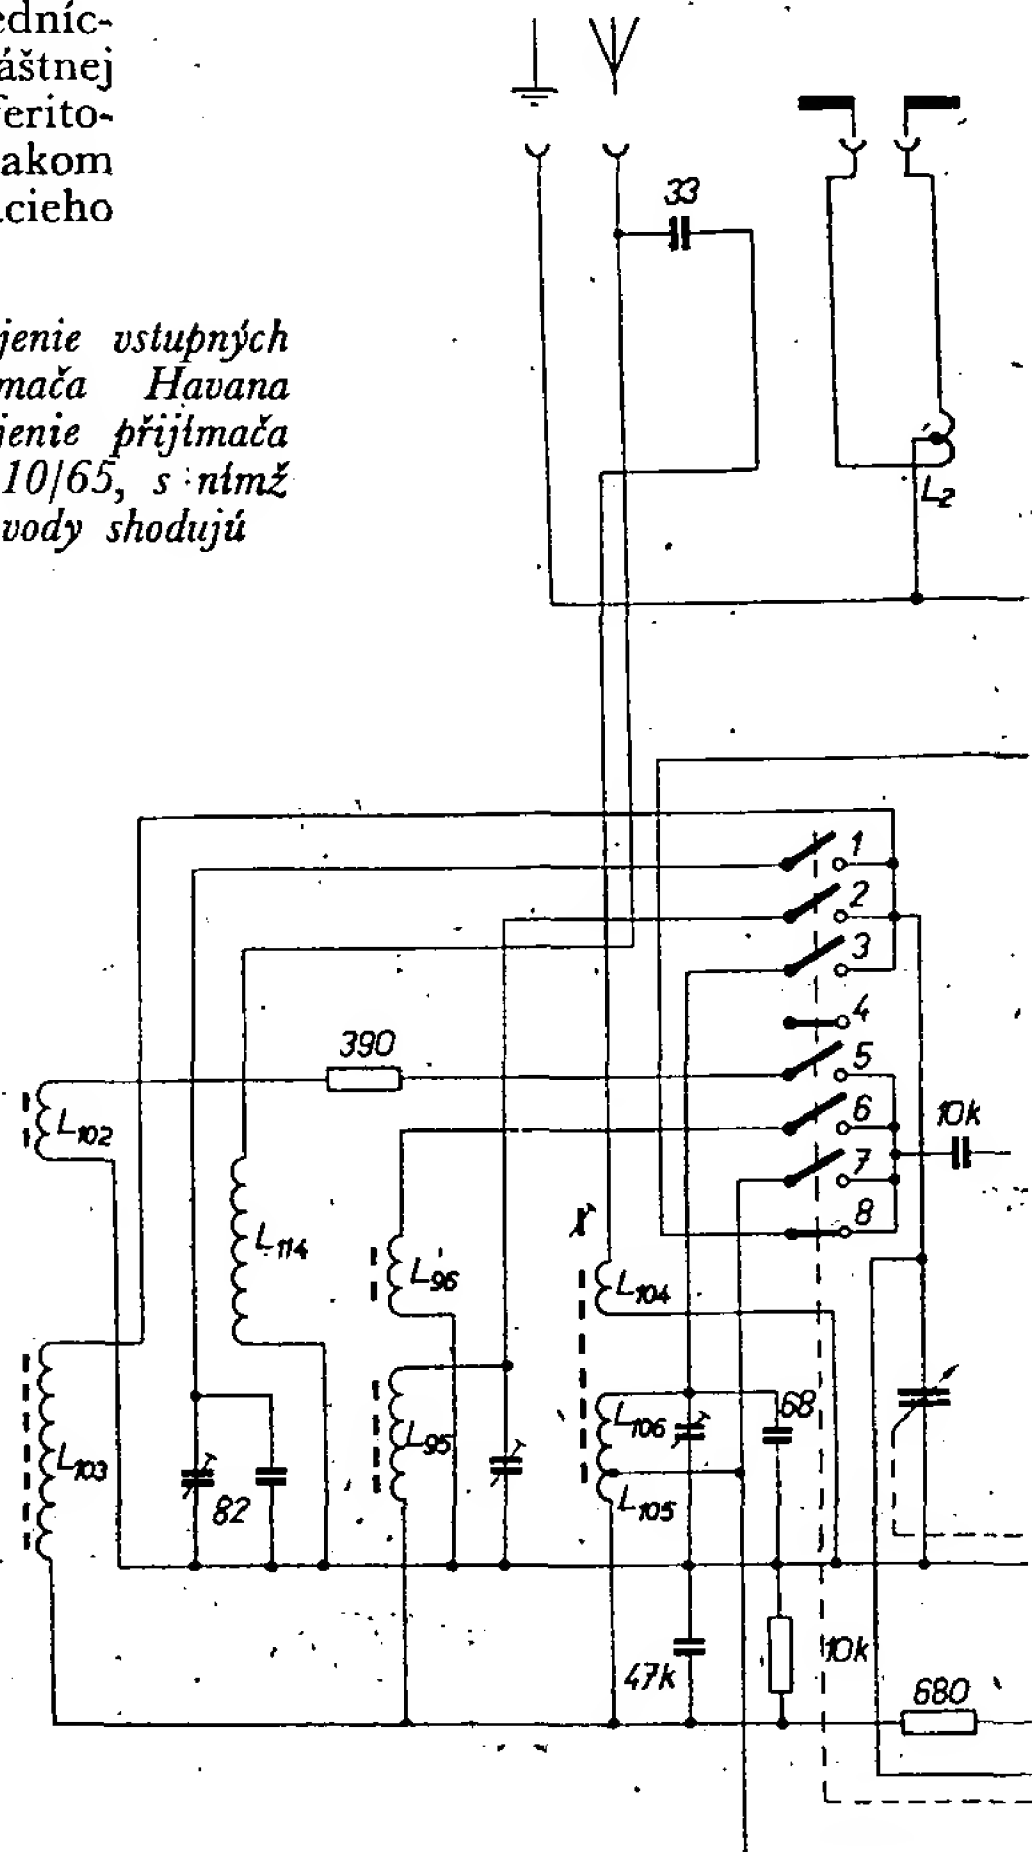 edníc-
áštnej
ferito-
akom
cieho
jenie vstupných
mača Havana
jenie přijímača
10/65, s nímž
vody shodujú
33
L2
1
2
3
4
390
5
6
10k
L102
7
8
L114
L96
L104
L106
68
L95
L103
82
L105
47k
10k
680